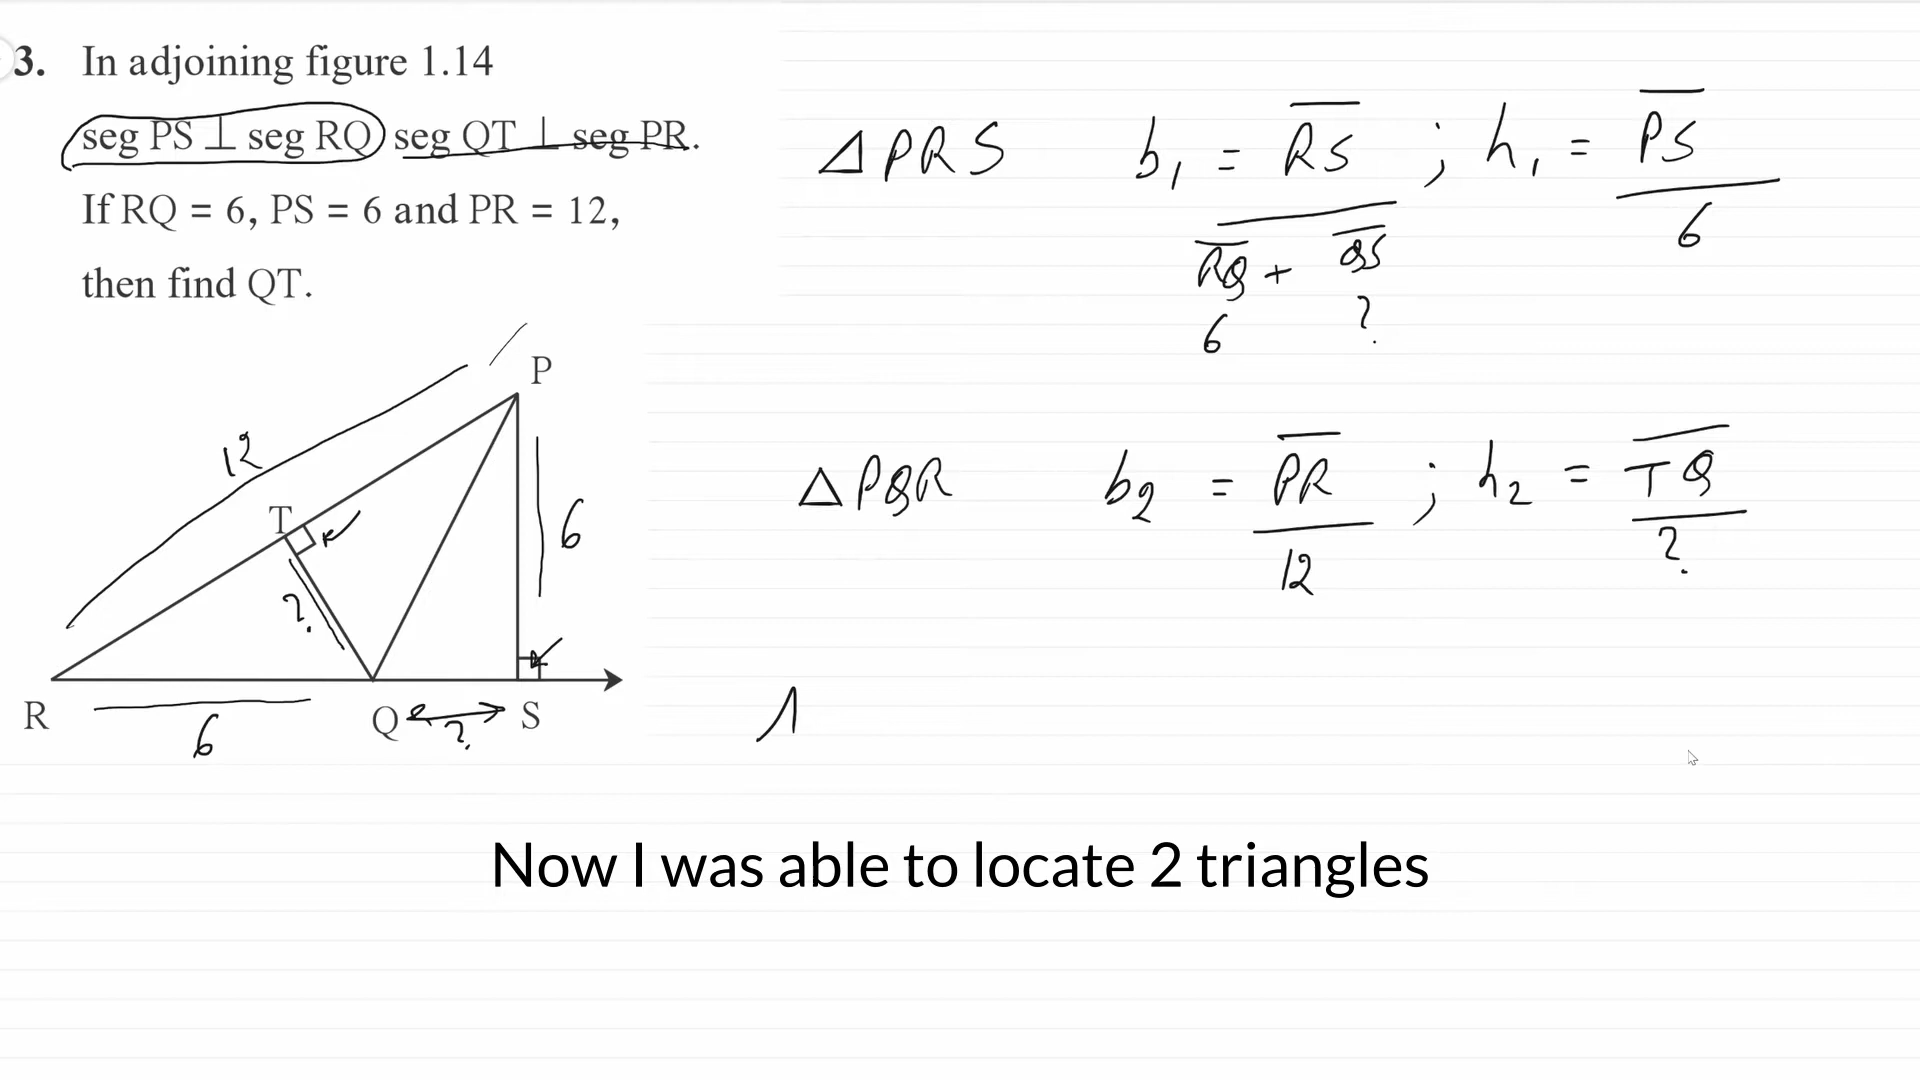 3. In adjoining figure 1.14
seg PS ⊥ seg RQ seg QT ⊥ seg PR.
If RQ = 6, PS = 6 and PR = 12,
then find QT.
P
12
T
6
?
R
Q
?
S
6
△PRS b₁ = RS ; h₁ = PS
6
RQ + QS
6 ?
△PQR b₂ = PR ; h₂ = TQ
12 ?
Now I was able to locate 2 triangles